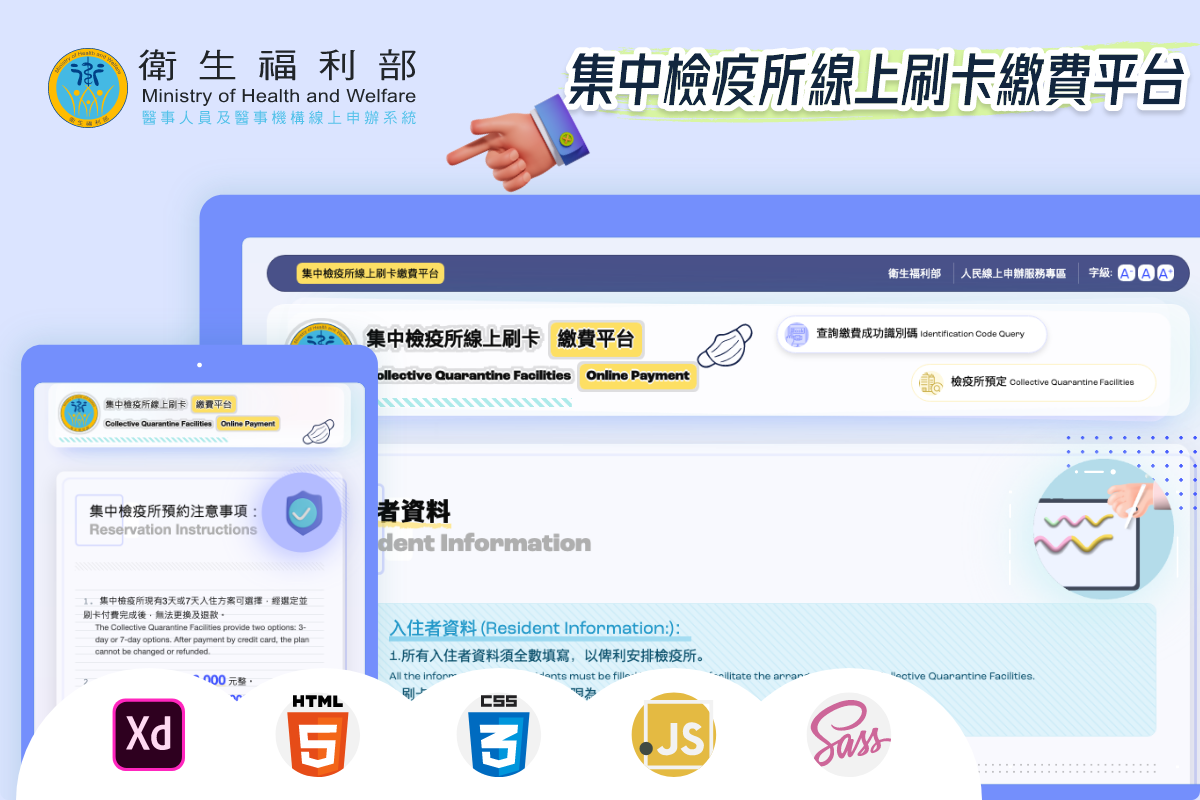 衛生福利部
Ministry of Health and Welfare
醫事人員及醫事機構線上申辦系統
集中檢疫所線上刷卡繳費平台
集中檢疫所線上刷卡繳費平台
衛生福利部
人民線上申辦服務專區
字級: A- A A+
集中檢疫所線上刷卡 繳費平台
ollective Quarantine Facilities Online Payment
查詢繳費成功識別碼 Identification Code Query
檢疫所預定 Collective Quarantine Facilities
者資料
dent Information
入住者資料 (Resident Information:):
1.所有入住者資料須全數填寫，以俾利安排檢疫所。
All the inform
dents must be fille
cilitate the arran
llective Quarantine Facilities.
刷卡
限為
集中檢疫所線上刷卡 繳費平台
Collective Quarantine Facilities Online Payment
集中檢疫所預約注意事項：
Reservation Instructions
1. 集中檢疫所現有3天或7天入住方案可選擇，經選定並
刷卡付費完成後，無法更換及退款。
The Collective Quarantine Facilities provide two options: 3-
day or 7-day options. After payment by credit card, the plan
cannot be changed or refunded.
2
,000 元整，
Xd
HTML
5
CSS
3
JS
Sass